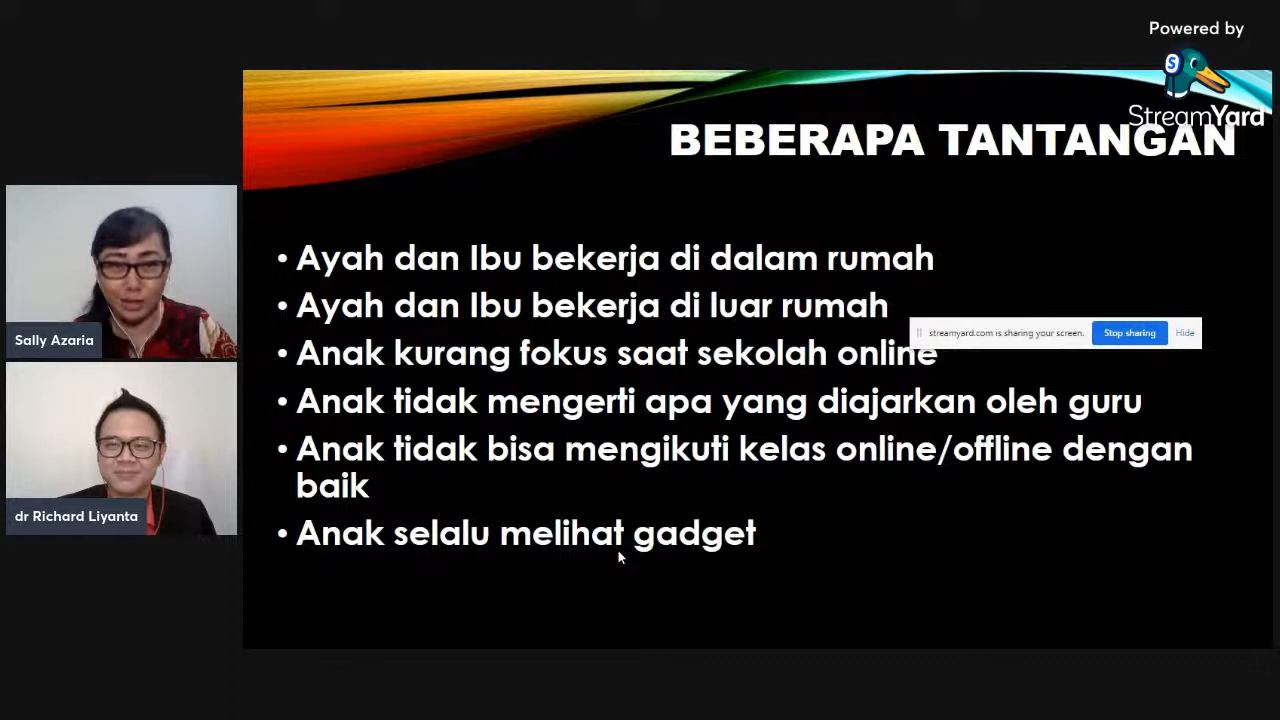 Powered by
StreamYard
BEBERAPA TANTANGAN
• Ayah dan Ibu bekerja di dalam rumah
• Ayah dan Ibu bekerja di luar rumah
streamyard.com is sharing your screen. Stop sharing Hide
• Anak kurang fokus saat sekolah online
• Anak tidak mengerti apa yang diajarkan oleh guru
• Anak tidak bisa mengikuti kelas online/offline dengan
baik
• Anak selalu melihat gadget
Sally Azaria
dr Richard Liyanta